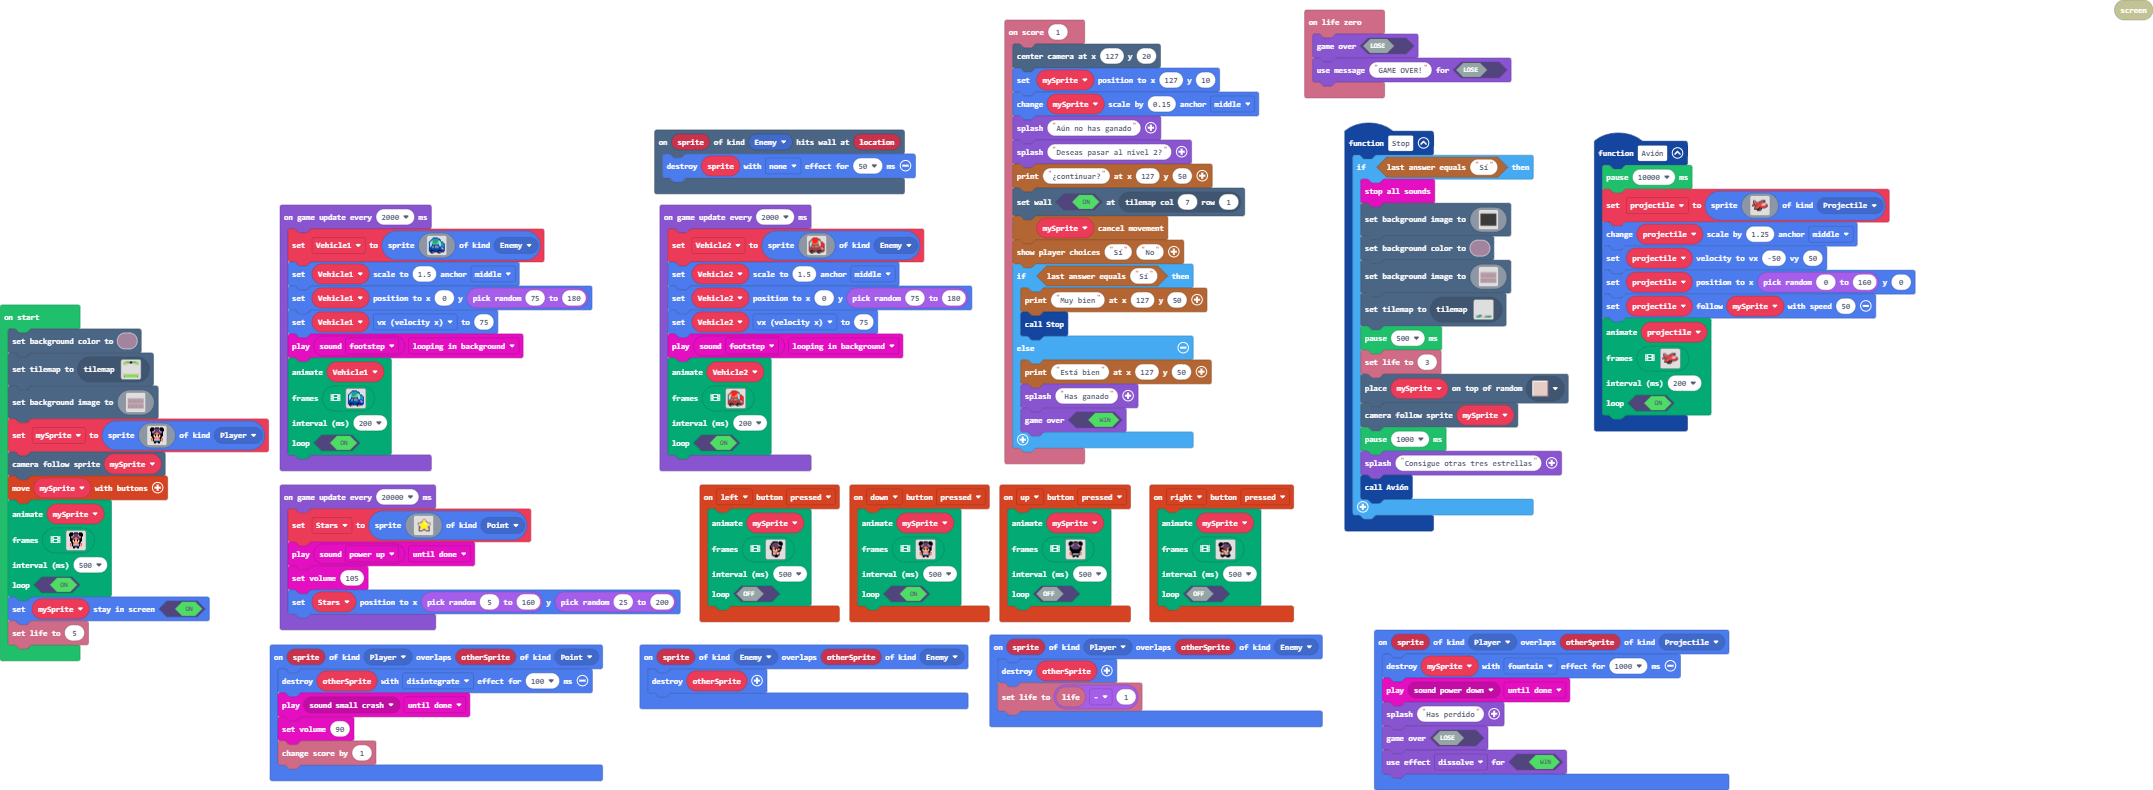 screen
on start
set background color to
set tilemap to tilemap
set background image to
set mySprite to sprite of kind Player
camera follow sprite mySprite
move mySprite with buttons
animate mySprite
frames
interval (ms) 500
loop ON
set mySprite stay in screen ON
set life to 5
on game update every 2000 ms
set Vehicle1 to sprite of kind Enemy
set Vehicle1 scale to 1.5 anchor middle
set Vehicle1 position to x 0 y pick random 75 to 180
set Vehicle1 vx (velocity x) to 75
play sound footstep looping in background
animate Vehicle1
frames
interval (ms) 200
loop ON
on game update every 20000 ms
set Stars to sprite of kind Point
play sound power up until done
set volume 105
set Stars position to x pick random 5 to 160 y pick random 25 to 200
on sprite of kind Player overlaps otherSprite of kind Point
destroy otherSprite with disintegrate effect for 100 ms
play sound small crash until done
set volume 90
change score by 1
on sprite of kind Enemy hits wall at location
destroy sprite with none effect for 50 ms
on game update every 2000 ms
set Vehicle2 to sprite of kind Enemy
set Vehicle2 scale to 1.5 anchor middle
set Vehicle2 position to x 0 y pick random 75 to 180
set Vehicle2 vx (velocity x) to 75
play sound footstep looping in background
animate Vehicle2
frames
interval (ms) 200
loop ON
on left button pressed
animate mySprite
frames
interval (ms) 500
loop OFF
on down button pressed
animate mySprite
frames
interval (ms) 500
loop ON
on up button pressed
animate mySprite
frames
interval (ms) 500
loop OFF
on right button pressed
animate mySprite
frames
interval (ms) 500
loop OFF
on sprite of kind Enemy overlaps otherSprite of kind Enemy
destroy otherSprite
on sprite of kind Player overlaps otherSprite of kind Enemy
destroy otherSprite
set life to life - 1
on score 1
center camera at x 127 y 20
set mySprite position to x 127 y 10
change mySprite scale by 0.15 anchor middle
splash "Aún no has ganado"
splash "Deseas pasar al nivel 2?"
print "¿continuar?" at x 127 y 50
set wall ON at tilemap col 7 row 1
mySprite cancel movement
show player choices "Sí" "No"
if last answer equals "Sí" then
print "Muy bien" at x 127 y 50
call Stop
else
print "Está bien" at x 127 y 50
splash "Has ganado"
game over WIN
on life zero
game over LOSE
use message "GAME OVER!" for LOSE
function Stop
if last answer equals "Sí" then
stop all sounds
set background image to
set background color to
set background image to
set tilemap to tilemap
pause 500 ms
set life to 3
place mySprite on top of random
camera follow sprite mySprite
pause 1000 ms
splash "Consigue otras tres estrellas"
call Avión
function Avión
pause 10000 ms
set projectile to sprite of kind Projectile
change projectile scale by 1.25 anchor middle
set projectile velocity to vx -50 vy 50
set projectile position to x pick random 0 to 160 y 0
set projectile follow mySprite with speed 50
animate projectile
frames
interval (ms) 200
loop ON
on sprite of kind Player overlaps otherSprite of kind Projectile
destroy mySprite with fountain effect for 1000 ms
play sound power down until done
splash "Has perdido"
game over LOSE
use effect dissolve for WIN